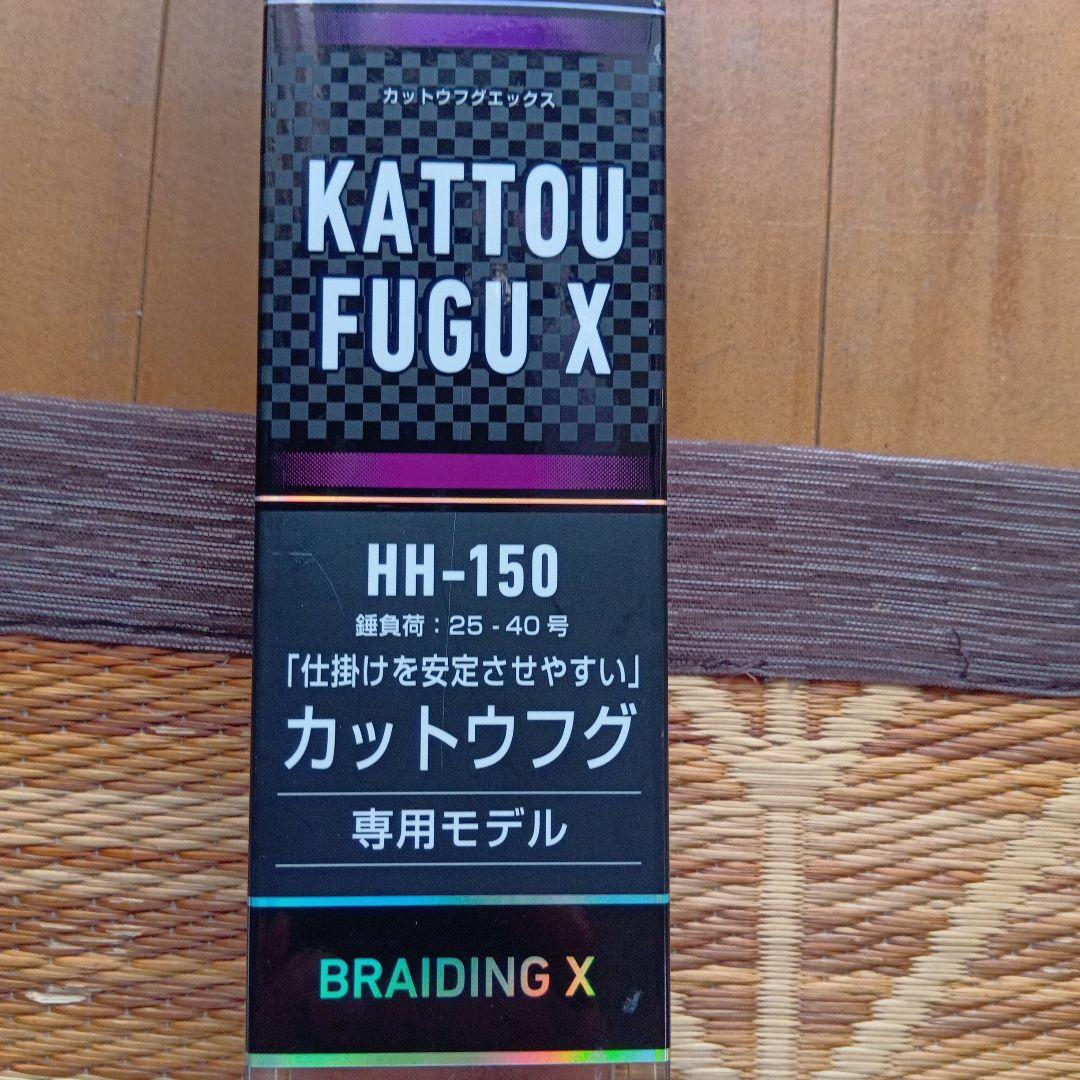 カットウフグエックス
KATTOU
FUGU X
HH-150
錘負荷:25-40号
「仕掛けを安定させやすい」
カットウフグ
専用モデル
BRAIDING X